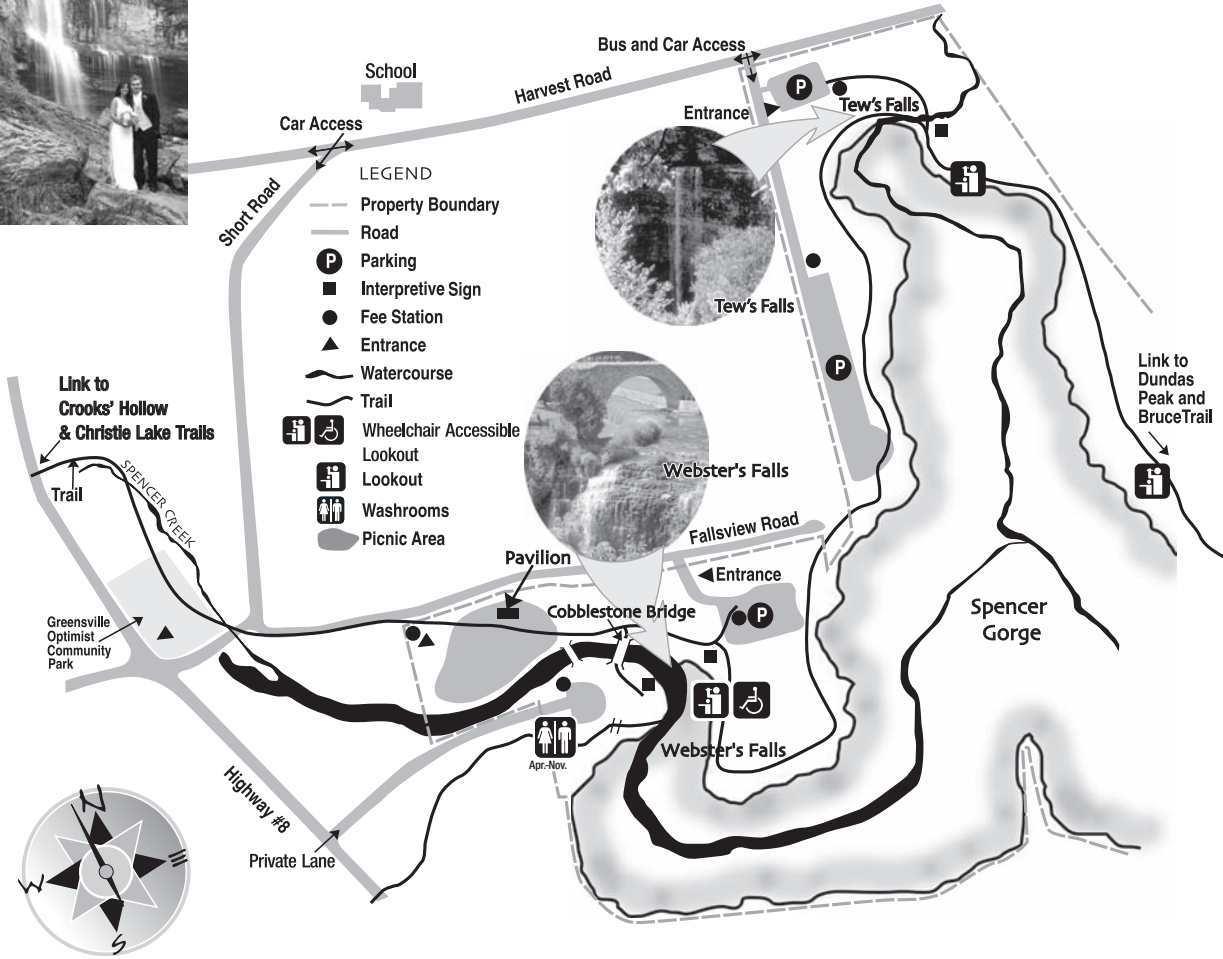 Bus and Car Access
School
Harvest Road
P
Tew's Falls
Entrance
Car Access
LEGEND
Property Boundary
Road
P Parking
Interpretive Sign
Fee Station
Entrance
Watercourse
Trail
Wheelchair Accessible
Lookout
Lookout
Washrooms
Picnic Area
Short Road
Tew's Falls
P
Link to
Dundas
Peak and
BruceTrail
Link to
Crooks' Hollow
& Christie Lake Trails
Trail
SPENCER CREEK
Webster's Falls
Fallsview Road
Pavilion
Entrance
Cobblestone Bridge
P
Spencer
Gorge
Greensville
Optimist
Community
Park
Webster's Falls
Apr.-Nov.
Highway #8
Private Lane
N
E
W
S